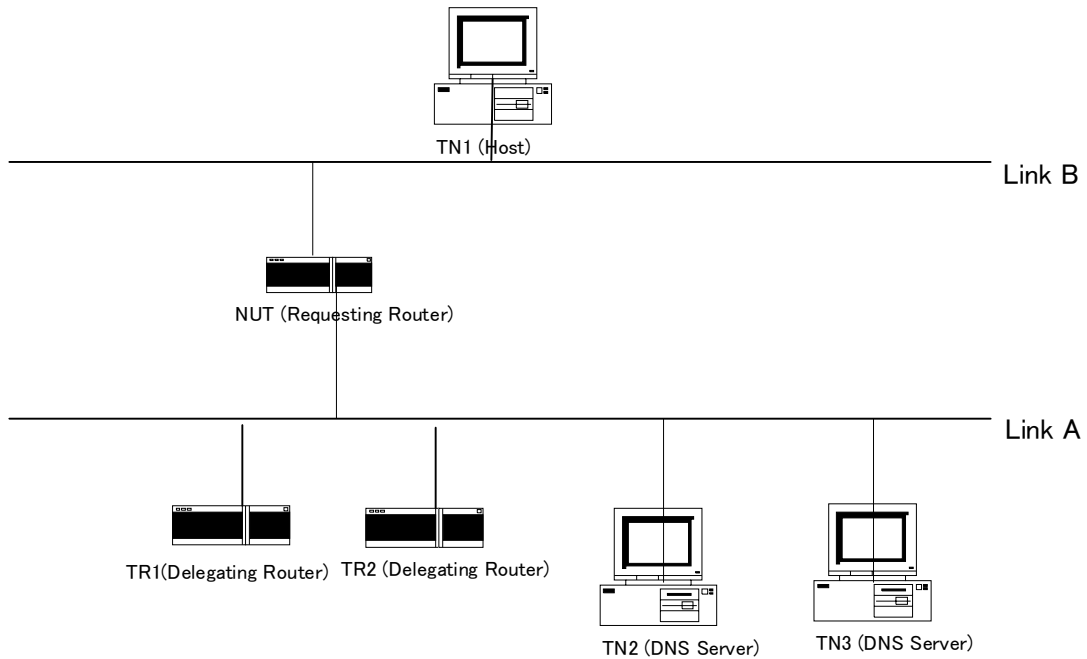 TN1 (Host)
Link B
NUT (Requesting Router)
Link A
TR1(Delegating Router)
TR2 (Delegating Router)
TN2 (DNS Server)
TN3 (DNS Server)